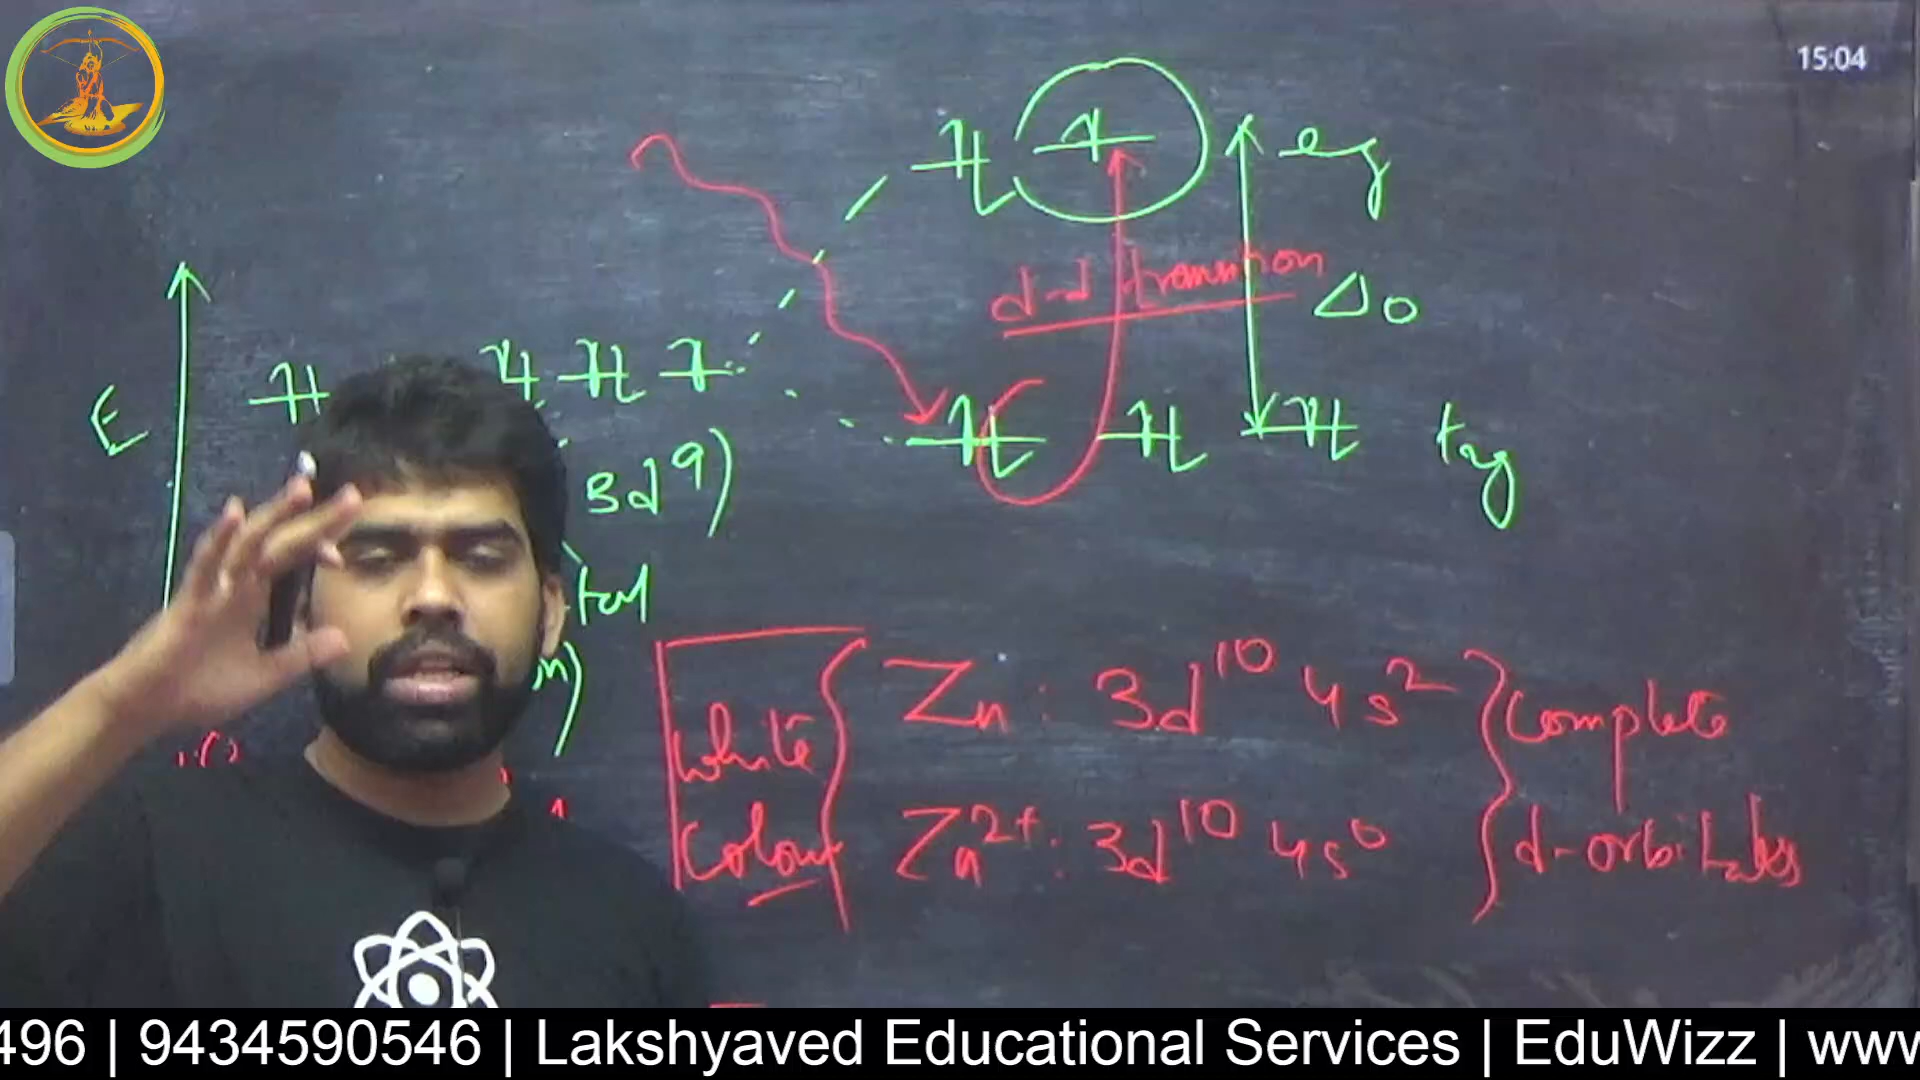 15:04
eg
d-d transition
Δo
E
3d9)
t2g
tal
n)
Zn : 3d10 4s2
complete
white
colour
Zn2+ : 3d10 4s0
d-orbitals
496 | 9434590546 | Lakshyaved Educational Services | EduWizz | www